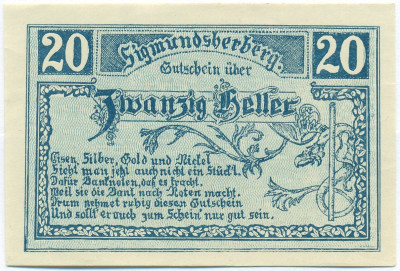 20 Sigmundsherberg. 20
Gutschein über
Zwanzig Heller
Eisen, Silber, Gold und Nickel
Sieht man jetzt auch nicht ein Stückl.
Dafür Banknoten, daß es kracht.
Weil sie die Bank nach Noten macht.
Drum nehmet ruhig diesen Gutschein
Und sollt' er auch zum Schein nur gut sein.